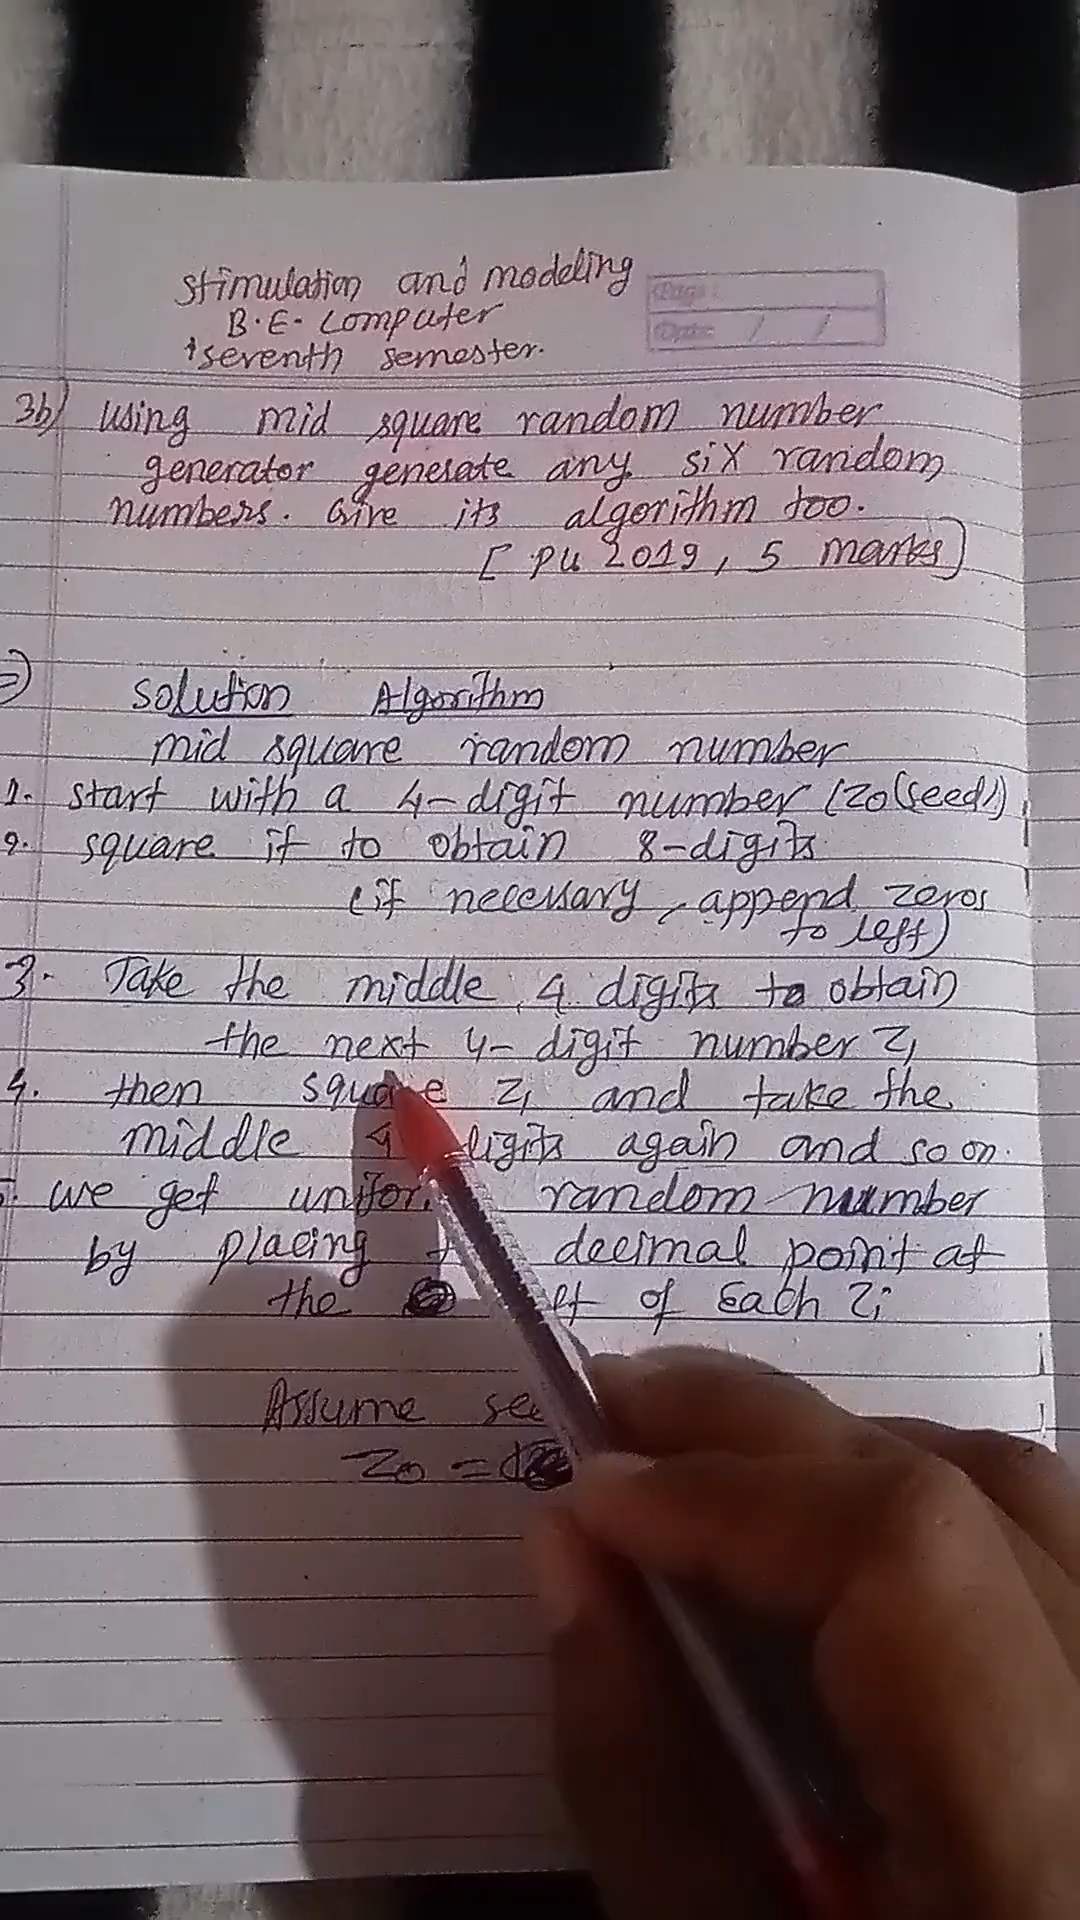 Stimulation and modeling
B.E. Computer
seventh semester.
Page:
Date: / /
3b) using mid square random number
generator generate any six random
numbers. Give its algorithm too.
[PU 2019, 5 marks]
=) Solution Algorithm
mid square random number
1. start with a 4-digit number (Z0(seed))
2. square it to obtain 8-digits
(if necessary, append zeros
to left)
3. Take the middle 4 digits to obtain
the next 4-digit number Z1
4. then square Z1 and take the
middle 4 digits again and so on.
we get random number
by placing decimal point at
the of Each Zi
Assume
Z0 =